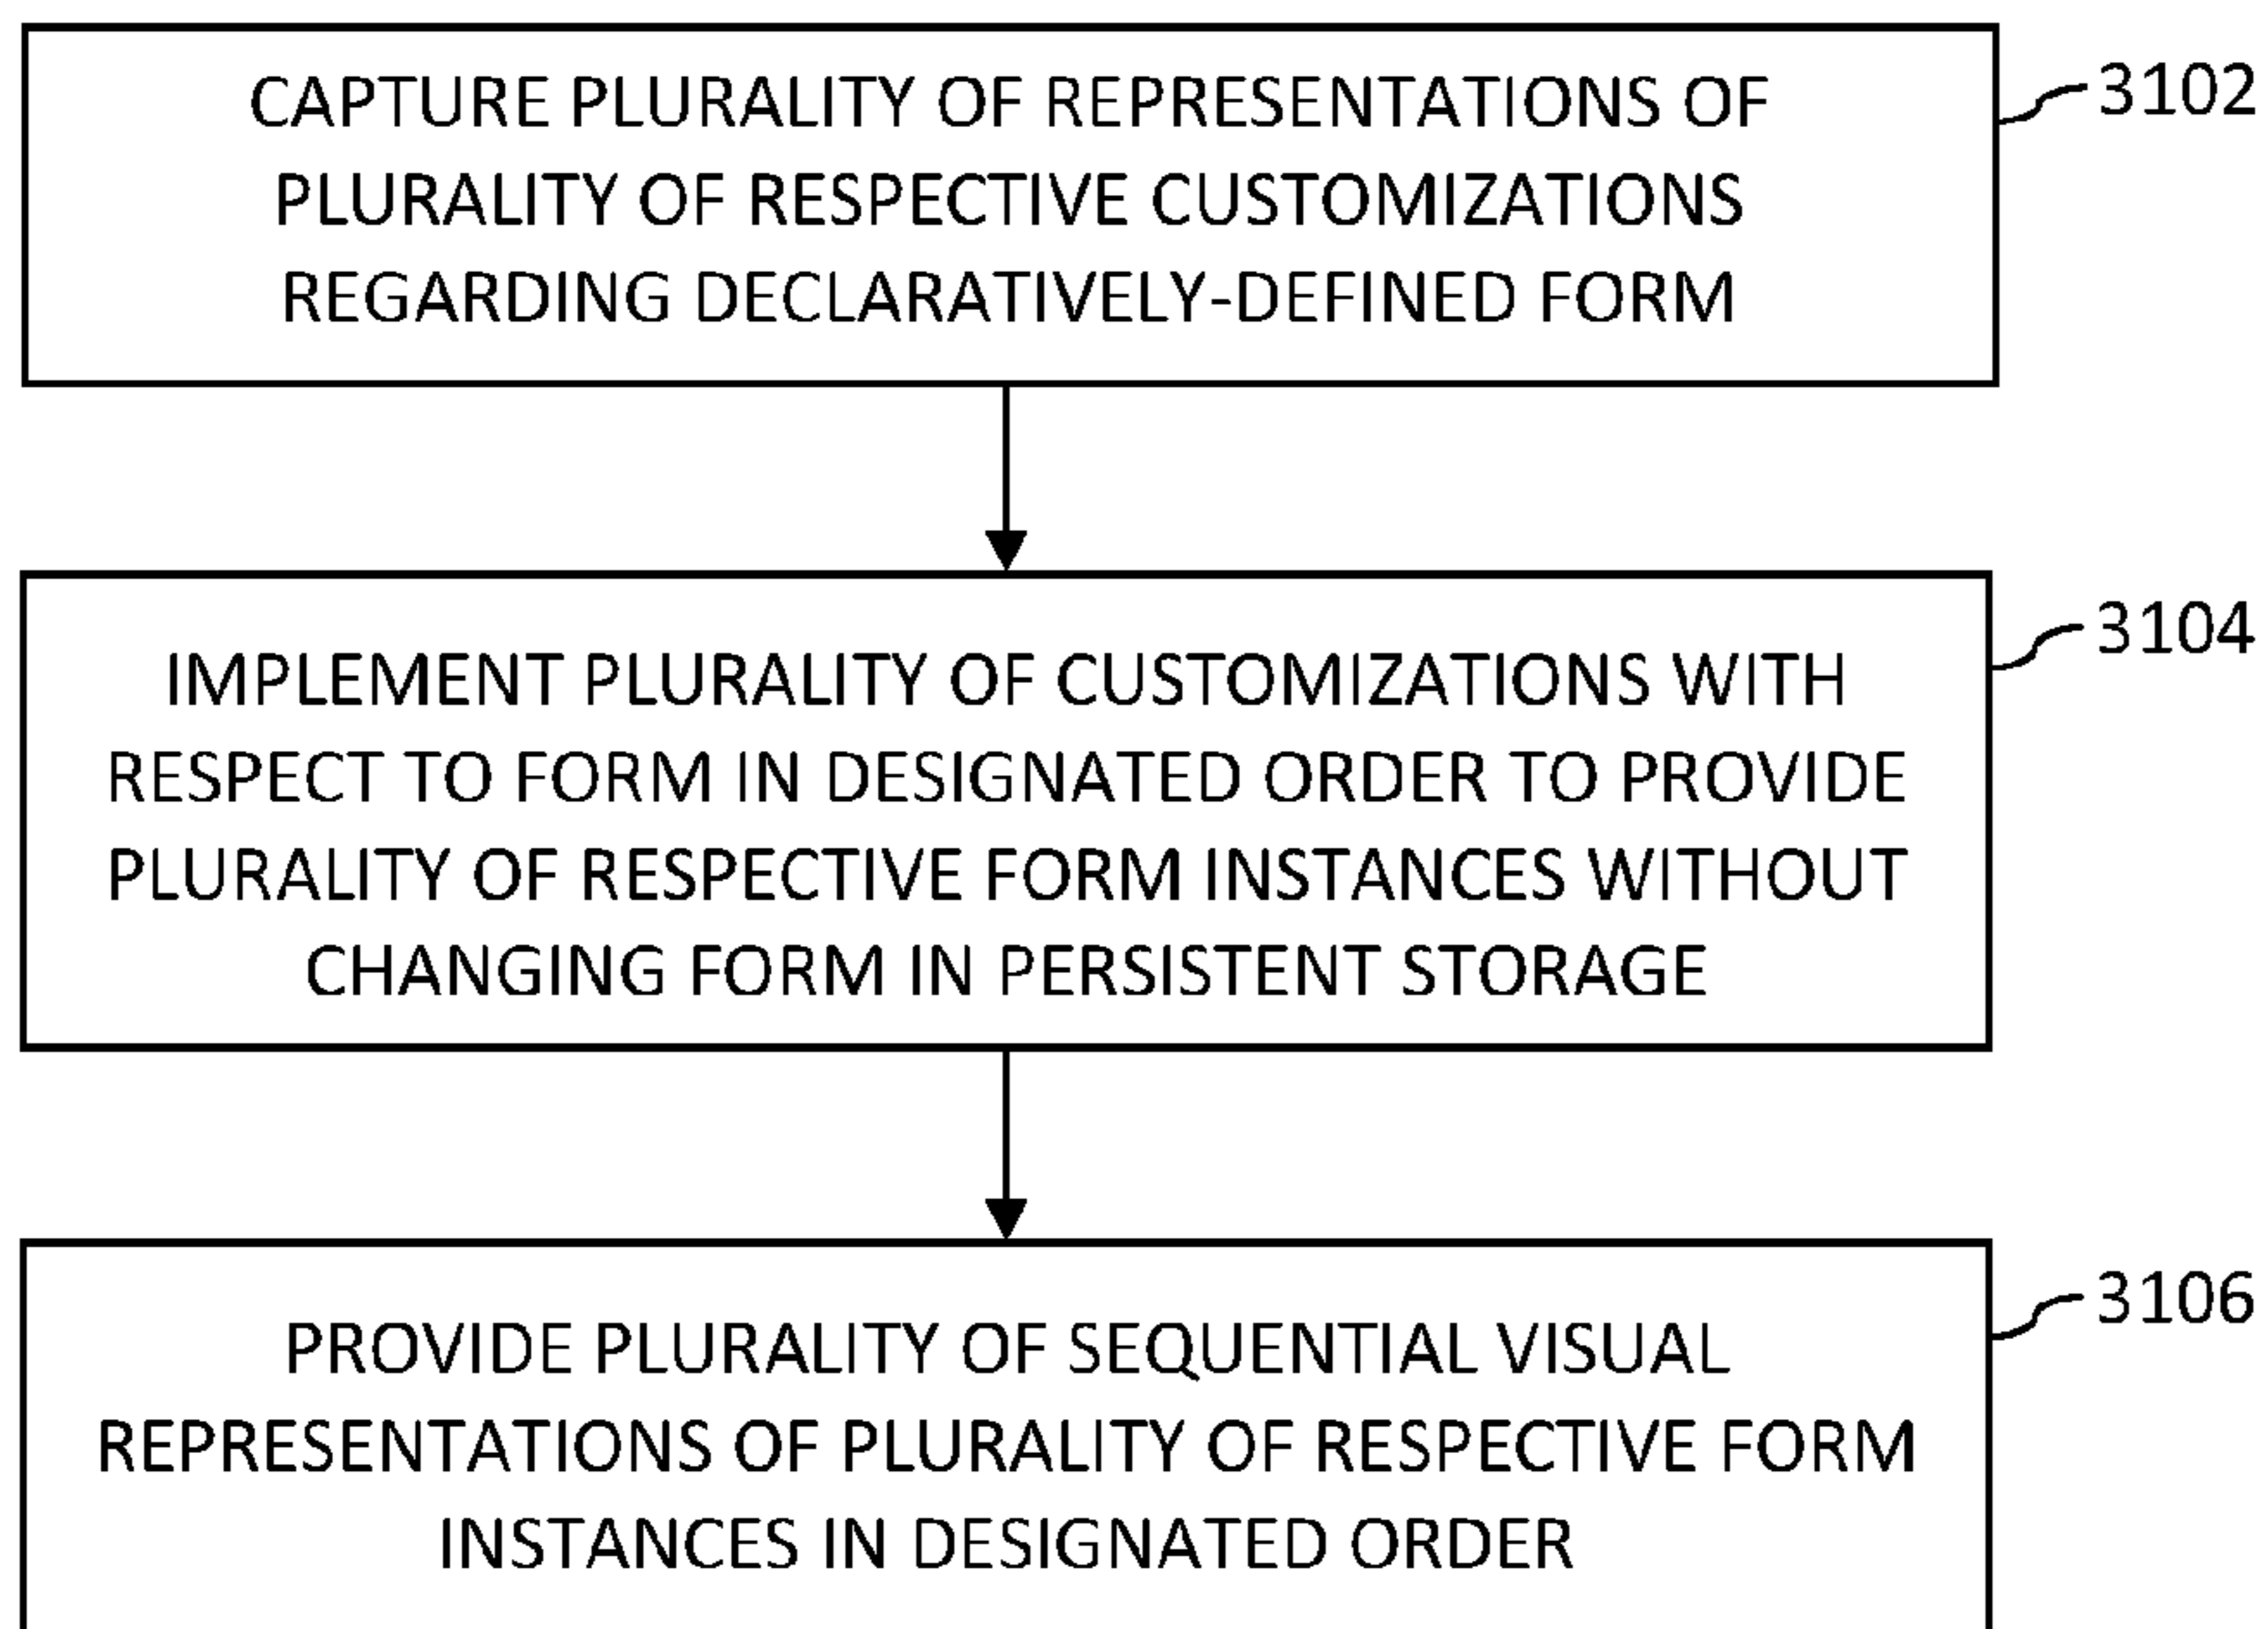 CAPTURE PLURALITY OF REPRESENTATIONS OF
PLURALITY OF RESPECTIVE CUSTOMIZATIONS
REGARDING DECLARATIVELY-DEFINED FORM
3102
IMPLEMENT PLURALITY OF CUSTOMIZATIONS WITH
RESPECT TO FORM IN DESIGNATED ORDER TO PROVIDE
PLURALITY OF RESPECTIVE FORM INSTANCES WITHOUT
CHANGING FORM IN PERSISTENT STORAGE
3104
PROVIDE PLURALITY OF SEQUENTIAL VISUAL
REPRESENTATIONS OF PLURALITY OF RESPECTIVE FORM
INSTANCES IN DESIGNATED ORDER
3106